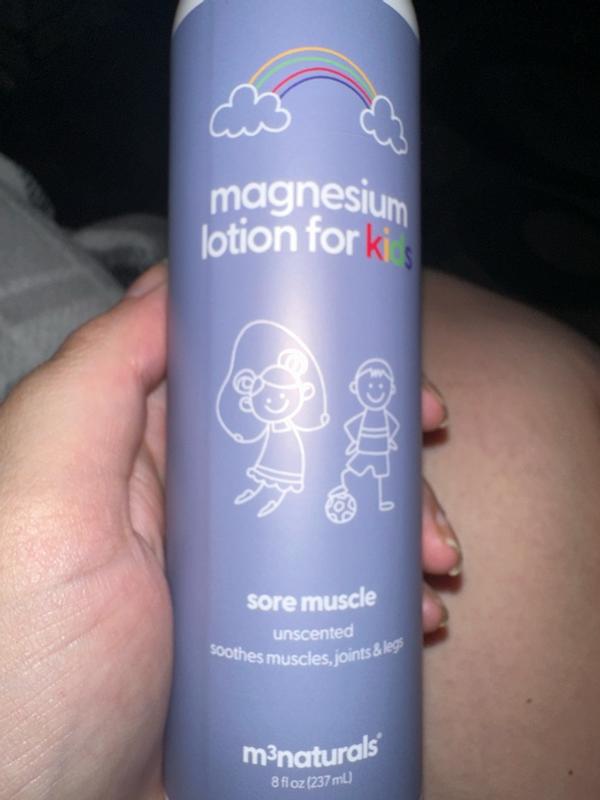 magnesium
lotion for kids
sore muscle
unscented
soothes muscles, joints & legs
m³naturals®
8 fl oz (237 mL)